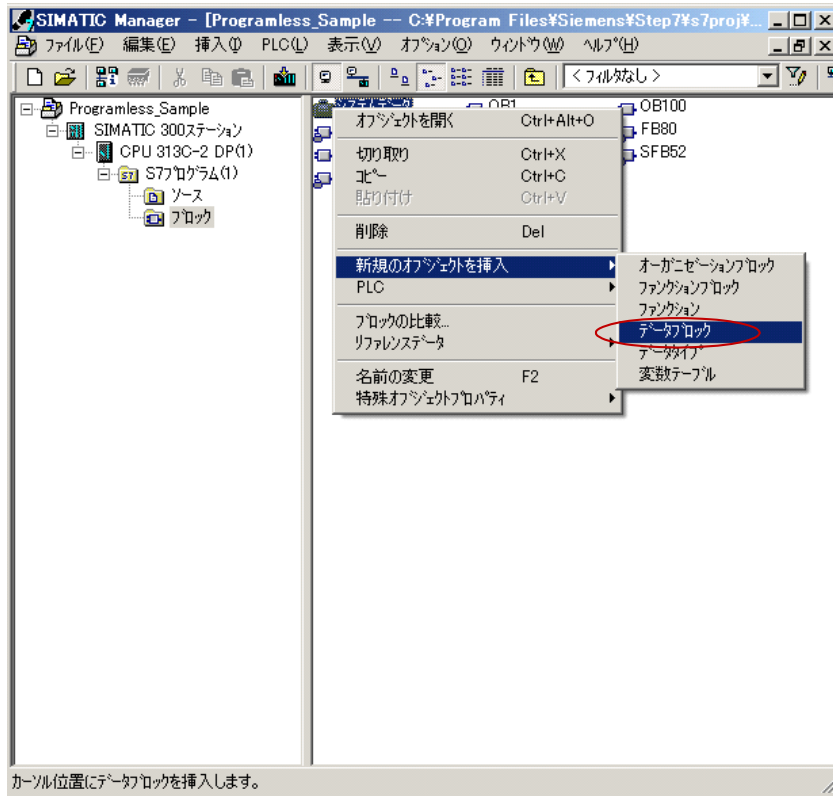 SIMATIC Manager - [Programless_Sample -- C:¥Program Files¥Siemens¥Step7¥s7proj¥...
ﾌｧｲﾙ(F) 編集(E) 挿入(I) PLC(L) 表示(V) ｵﾌﾟｼｮﾝ(O) ｳｨﾝﾄﾞｳ(W) ﾍﾙﾌﾟ(H)
< ﾌｨﾙﾀなし >
Programless_Sample
SIMATIC 300ｽﾃｰｼｮﾝ
CPU 313C-2 DP(1)
S7ﾌﾟﾛｸﾞﾗﾑ(1)
ソース
ﾌﾞﾛｯｸ
ｼｽﾃﾑﾃﾞｰﾀ
OB1
OB100
FB80
SFB52
ｵﾌﾞｼﾞｪｸﾄを開く Ctrl+Alt+O
切り取り Ctrl+X
ｺﾋﾟｰ Ctrl+C
貼り付け Ctrl+V
削除 Del
新規のｵﾌﾞｼﾞｪｸﾄを挿入
PLC
ﾌﾞﾛｯｸの比較...
ﾘﾌｧﾚﾝｽﾃﾞｰﾀ
名前の変更 F2
特殊ｵﾌﾞｼﾞｪｸﾄﾌﾟﾛﾊﾟﾃｨ
ｵｰｶﾞﾆｾﾞｰｼｮﾝﾌﾞﾛｯｸ
ﾌｧﾝｸｼｮﾝﾌﾞﾛｯｸ
ﾌｧﾝｸｼｮﾝ
ﾃﾞｰﾀﾌﾞﾛｯｸ
ﾃﾞｰﾀﾀｲﾌﾟ
変数ﾃｰﾌﾞﾙ
ｶｰｿﾙ位置にﾃﾞｰﾀﾌﾞﾛｯｸを挿入します。